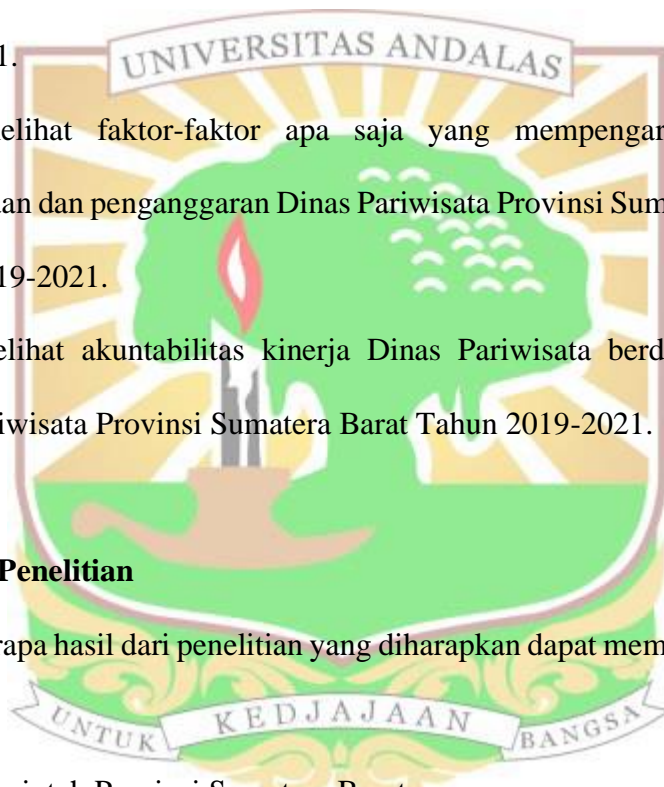 1.
UNIVERSITAS ANDALAS
elihat faktor-faktor apa saja yang mempengar
an dan penganggaran Dinas Pariwisata Provinsi Sum
19-2021.
elihat akuntabilitas kinerja Dinas Pariwisata berd
iwisata Provinsi Sumatera Barat Tahun 2019-2021.
Penelitian
rapa hasil dari penelitian yang diharapkan dapat mem
UNTUK KEDJAJAAN BANGSA